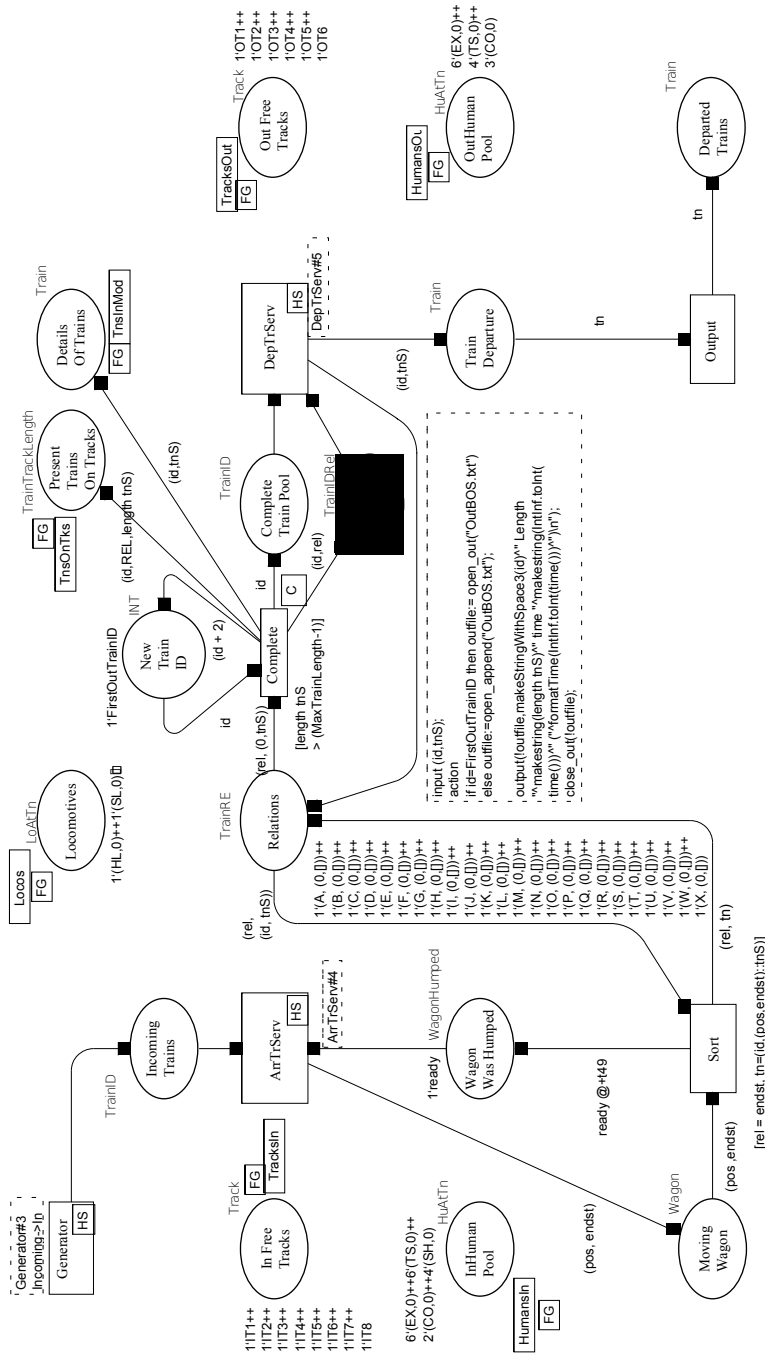 Generator#3
Incoming->In
Generator
HS
TrainID
Incoming
Trains
Track
In Free
Tracks
FG
TracksIn
1'IT1++
1'IT2++
1'IT3++
1'IT4++
1'IT5++
1'IT6++
1'IT7++
1'IT8
ArrTrServ
HS
ArrTrServ#4
HuAtTn
InHuman
Pool
6'(EX,0)++6'(TS,0)++
2'(CO,0)++4'(SH,0)
HumansIn
FG
1'ready
WagonHumped
Wagon
Was Humped
ready @+t49
(pos, endst)
Wagon
Moving
Wagon
(pos ,endst)
Sort
[rel = endst, tn=(id,(pos,endst)::tnS)]
(rel, tn)
(rel,
(id, tnS))
Locos
FG
LoAtTn
Locomotives
1'(HL,0)++1'(SL,0)
TrainRE
Relations
1'(A, (0,[]))++
1'(B, (0,[]))++
1'(C, (0,[]))++
1'(D, (0,[]))++
1'(E, (0,[]))++
1'(F, (0,[]))++
1'(G, (0,[]))++
1'(H, (0,[]))++
1'(I, (0,[]))++
1'(J, (0,[]))++
1'(K, (0,[]))++
1'(L, (0,[]))++
1'(M, (0,[]))++
1'(N, (0,[]))++
1'(O, (0,[]))++
1'(P, (0,[]))++
1'(Q, (0,[]))++
1'(R, (0,[]))++
1'(S, (0,[]))++
1'(T, (0,[]))++
1'(U, (0,[]))++
1'(V, (0,[]))++
1'(W, (0,[]))++
1'(X, (0,[]))
(rel, (0,tnS))
1'FirstOutTrainID
INT
New
Train
ID
id
(id + 2)
Complete
C
[length tnS
> (MaxTrainLength-1)]
id
(id,rel)
(id,REL,length tnS)
(id,tnS)
FG
TnsOnTks
TrainTrackLength
Present
Trains
On Tracks
Train
Details
Of Trains
FG
TnsInMod
TrainID
Complete
Train Pool
TrainIDRel
DepTrServ
HS
DepTrServ#5
(id,tnS)
input (id,tnS);
action
if id=FirstOutTrainID then outfile:= open_out("OutBOS.txt")
else outfile:=open_append("OutBOS.txt");
output(!outfile,makeStringWithSpace3(id)^" Length
"^makestring(length tnS)^" time "^makestring(IntInf.toInt(
time()))^" ("^formatTime(IntInf.toInt(time()))^")\n");
close_out(!outfile);
Train
Train
Departure
tn
Output
tn
Train
Departed
Trains
TracksOut
FG
Track
Out Free
Tracks
1'OT1++
1'OT2++
1'OT3++
1'OT4++
1'OT5++
1'OT6
HumansOu
FG
HuAtTn
OutHuman
Pool
6'(EX,0)++
4'(TS,0)++
3'(CO,0)